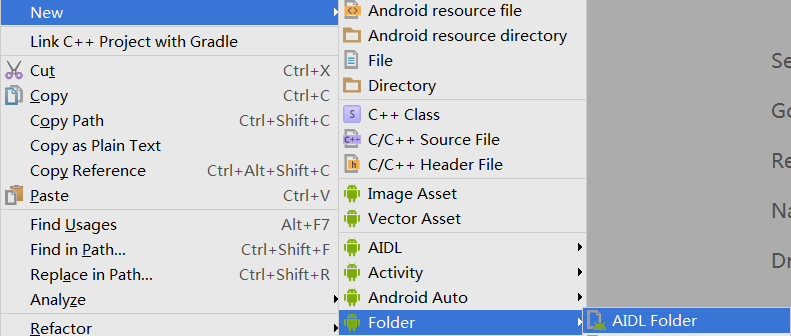 New
Link C++ Project with Gradle
Cut Ctrl+X
Copy Ctrl+C
Copy Path Ctrl+Shift+C
Copy as Plain Text
Copy Reference Ctrl+Alt+Shift+C
Paste Ctrl+V
Find Usages Alt+F7
Find in Path... Ctrl+Shift+F
Replace in Path... Ctrl+Shift+R
Analyze
Refactor
Android resource file
Android resource directory
File
Directory
S C++ Class
C++ C/C++ Source File
h C/C++ Header File
Image Asset
Vector Asset
AIDL
Activity
Android Auto
Folder
AIDL Folder
Se
Go
Re
Na
Dr